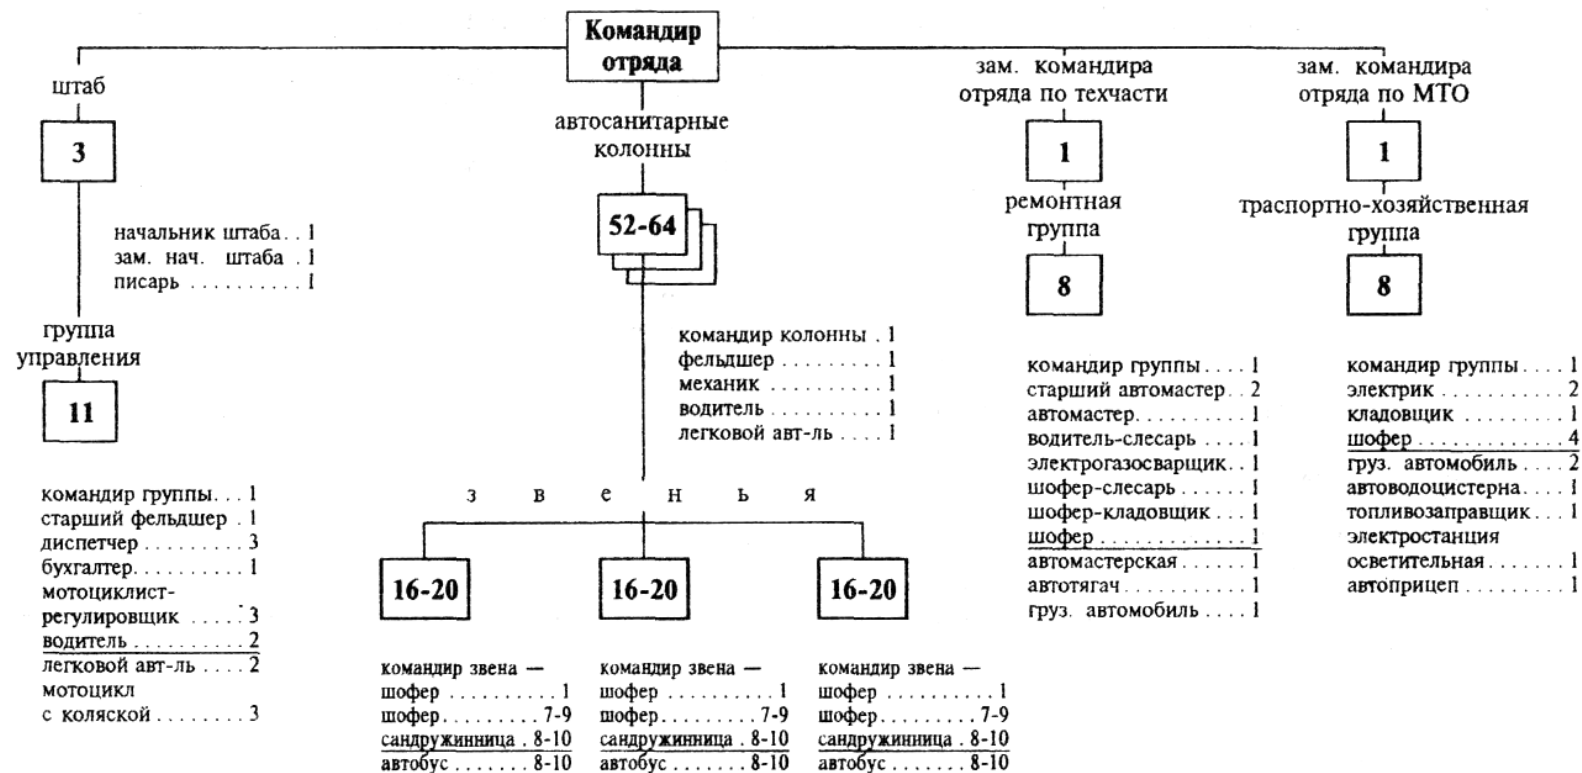 Командир
отряда
штаб
3
начальник штаба. . 1
зам. нач. штаба . 1
писарь . . . . . . . . . . 1
группа
управления
11
командир группы. . . 1
старший фельдшер . 1
диспетчер . . . . . . . . 3
бухгалтер. . . . . . . . . . 1
мотоциклист-
регулировщик . . . . . 3
водитель . . . . . . . . . . 2
легковой авт-ль . . . . 2
мотоцикл
с коляской . . . . . . . . 3
автосанитарные
колонны
52-64
командир колонны . 1
фельдшер . . . . . . . . . 1
механик . . . . . . . . . . 1
водитель . . . . . . . . . . 1
легковой авт-ль . . . . 1
звенья
16-20
командир звена —
шофер . . . . . . . . . . 1
шофер. . . . . . . . . 7-9
сандружинница . 8-10
автобус . . . . . . . 8-10
16-20
командир звена —
шофер . . . . . . . . . . 1
шофер. . . . . . . . . 7-9
сандружинница . 8-10
автобус . . . . . . . 8-10
16-20
командир звена —
шофер . . . . . . . . . . 1
шофер. . . . . . . . . 7-9
сандружинница . 8-10
автобус . . . . . . . 8-10
зам. командира
отряда по техчасти
1
ремонтная
группа
8
командир группы . . . . 1
старший автомастер . . 2
автомастер. . . . . . . . . . 1
водитель-слесарь . . . . 1
электрогазосварщик. . 1
шофер-слесарь . . . . . . 1
шофер-кладовщик . . . 1
шофер . . . . . . . . . . . . . 1
автомастерская . . . . . . 1
автотягач . . . . . . . . . . . 1
груз. автомобиль . . . . 1
зам. командира
отряда по МТО
1
траспортно-хозяйственная
группа
8
командир группы . . . . 1
электрик . . . . . . . . . . . 2
кладовщик . . . . . . . . . 1
шофер . . . . . . . . . . . . . 4
груз. автомобиль . . . . 2
автоводоцистерна. . . . 1
топливозаправщик . . . 1
электростанция
осветительная . . . . . . . 1
автоприцеп . . . . . . . . . 1